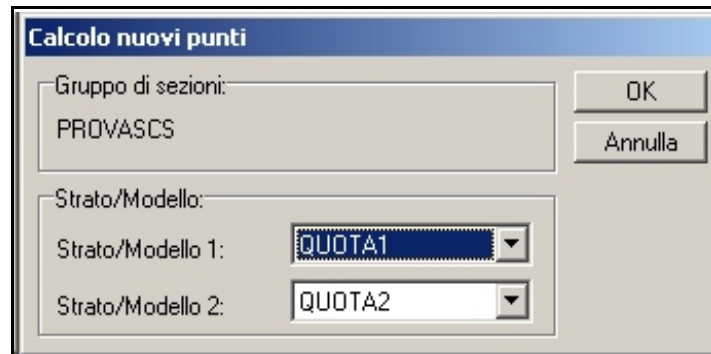 Calcolo nuovi punti
Gruppo di sezioni:
PROVASCS
OK
Annulla
Strato/Modello:
Strato/Modello 1: QUOTA1
Strato/Modello 2: QUOTA2